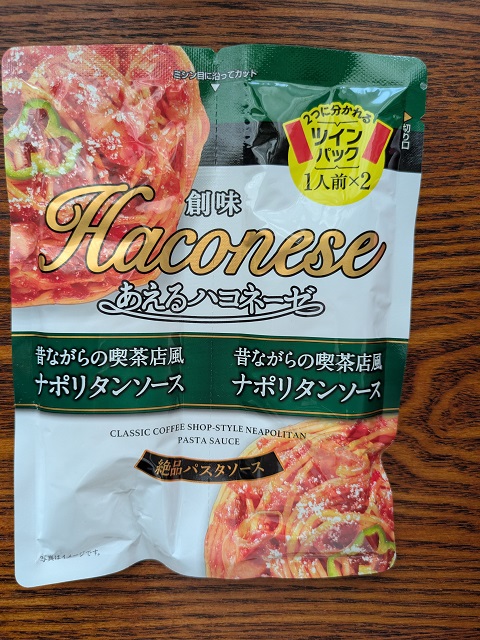 ミシン目に沿ってカット
切り口
2つに分かれる
ツイン
パック
1人前×2
創味
Haconese
あえるハコネーゼ
昔ながらの喫茶店風
ナポリタンソース
昔ながらの喫茶店風
ナポリタンソース
CLASSIC COFFEE SHOP-STYLE NEAPOLITAN
PASTA SAUCE
絶品パスタソース
写真はイメージです。